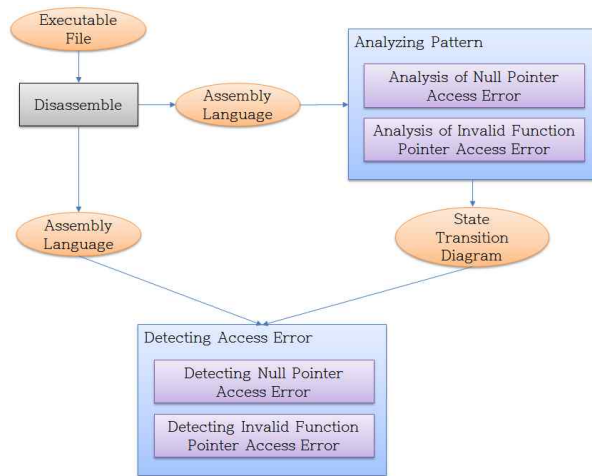 Executable
File
Disassemble
Assembly
Language
Analyzing Pattern
Analysis of Null Pointer
Access Error
Analysis of Invalid Function
Pointer Access Error
Assembly
Language
State
Transition
Diagram
Detecting Access Error
Detecting Null Pointer
Access Error
Detecting Invalid Function
Pointer Access Error